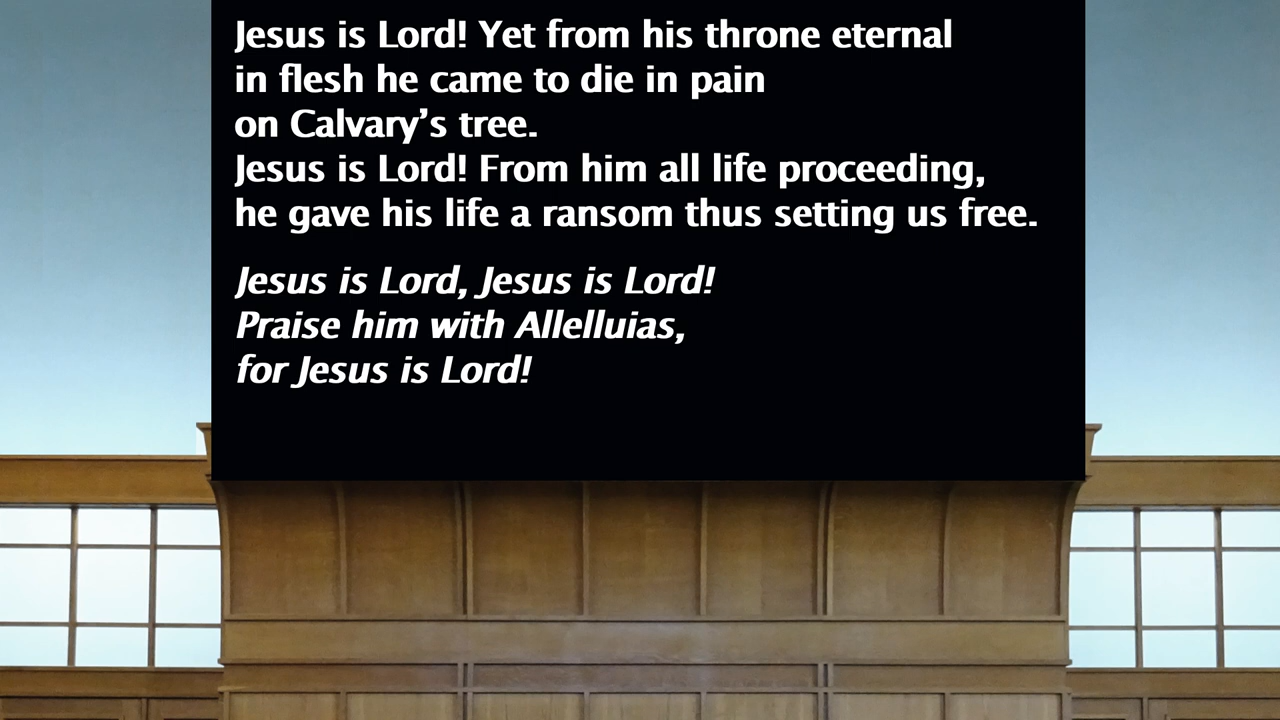 Jesus is Lord! Yet from his throne eternal
in flesh he came to die in pain
on Calvary’s tree.
Jesus is Lord! From him all life proceeding,
he gave his life a ransom thus setting us free.
Jesus is Lord, Jesus is Lord!
Praise him with Allelluias,
for Jesus is Lord!